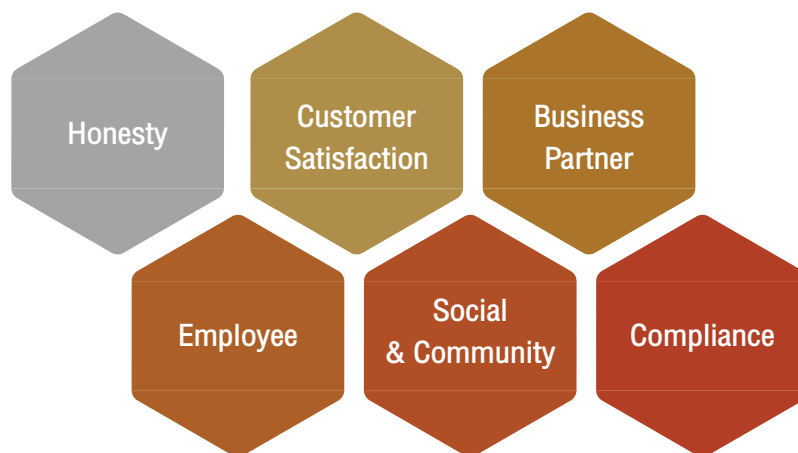 Honesty
Customer
Satisfaction
Business
Partner
Employee
Social
& Community
Compliance